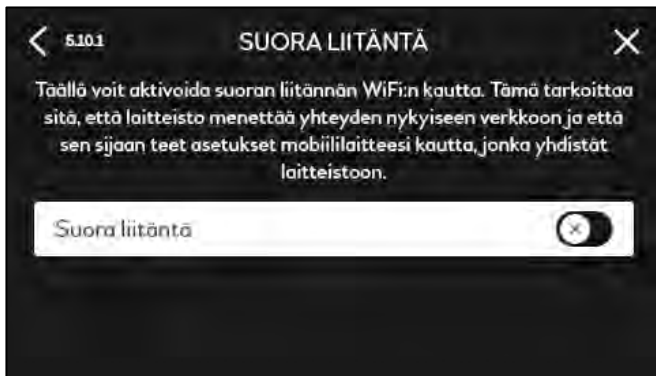 5.10.1 SUORA LIITÄNTÄ
Täällä voit aktivoida suoran liitännän WiFi:n kautta. Tämä tarkoittaa
sitä, että laitteisto menettää yhteyden nykyiseen verkkoon ja että
sen sijaan teet asetukset mobiililaitteesi kautta, jonka yhdistät
laitteistoon.
Suora liitäntä